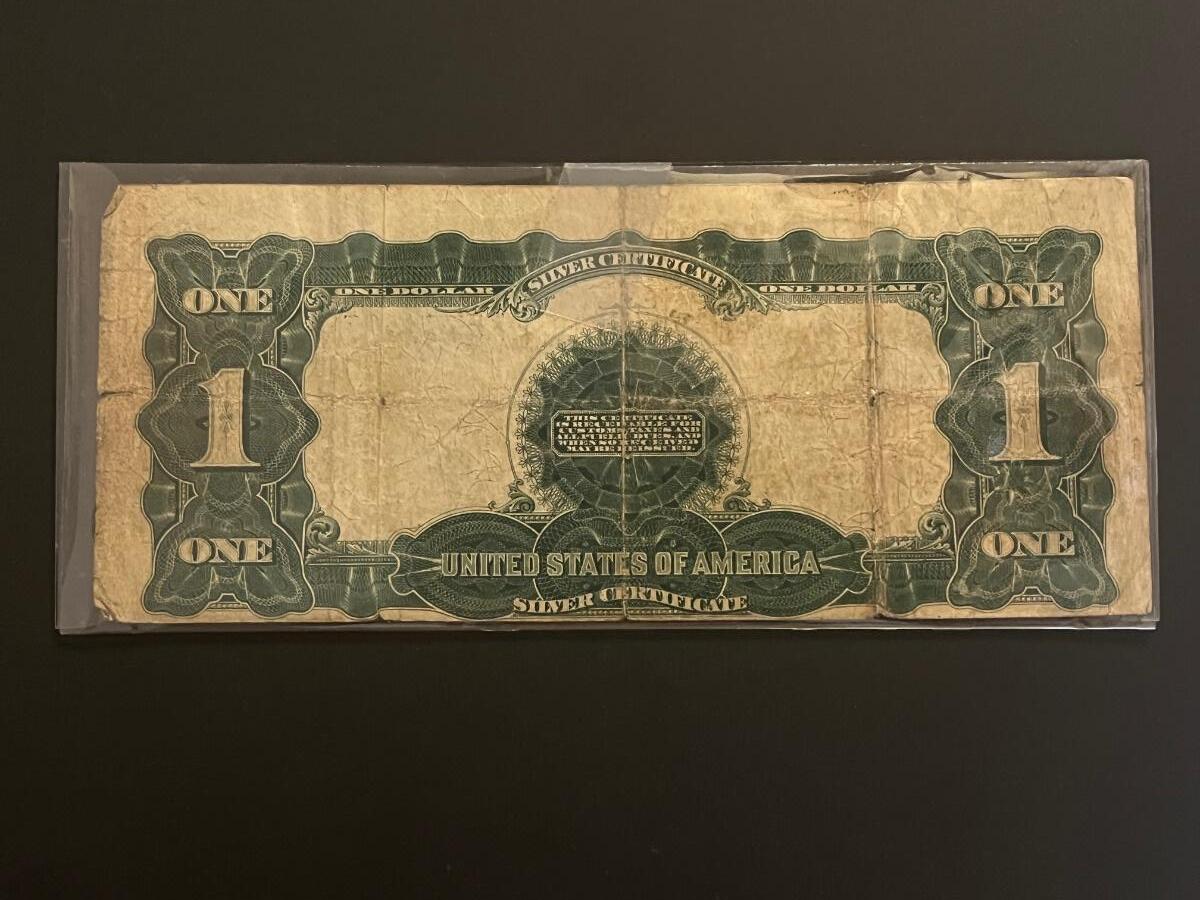 SILVER CERTIFICATE
ONE ONE DOLLAR ONE DOLLAR ONE
1 1
THIS CERTIFICATE
IS RECEIVABLE FOR
CUSTOMS, TAXES AND
ALL PUBLIC DUES, AND
WHEN SO RECEIVED
MAY BE REISSUED.
ONE ONE
UNITED STATES OF AMERICA
SILVER CERTIFICATE